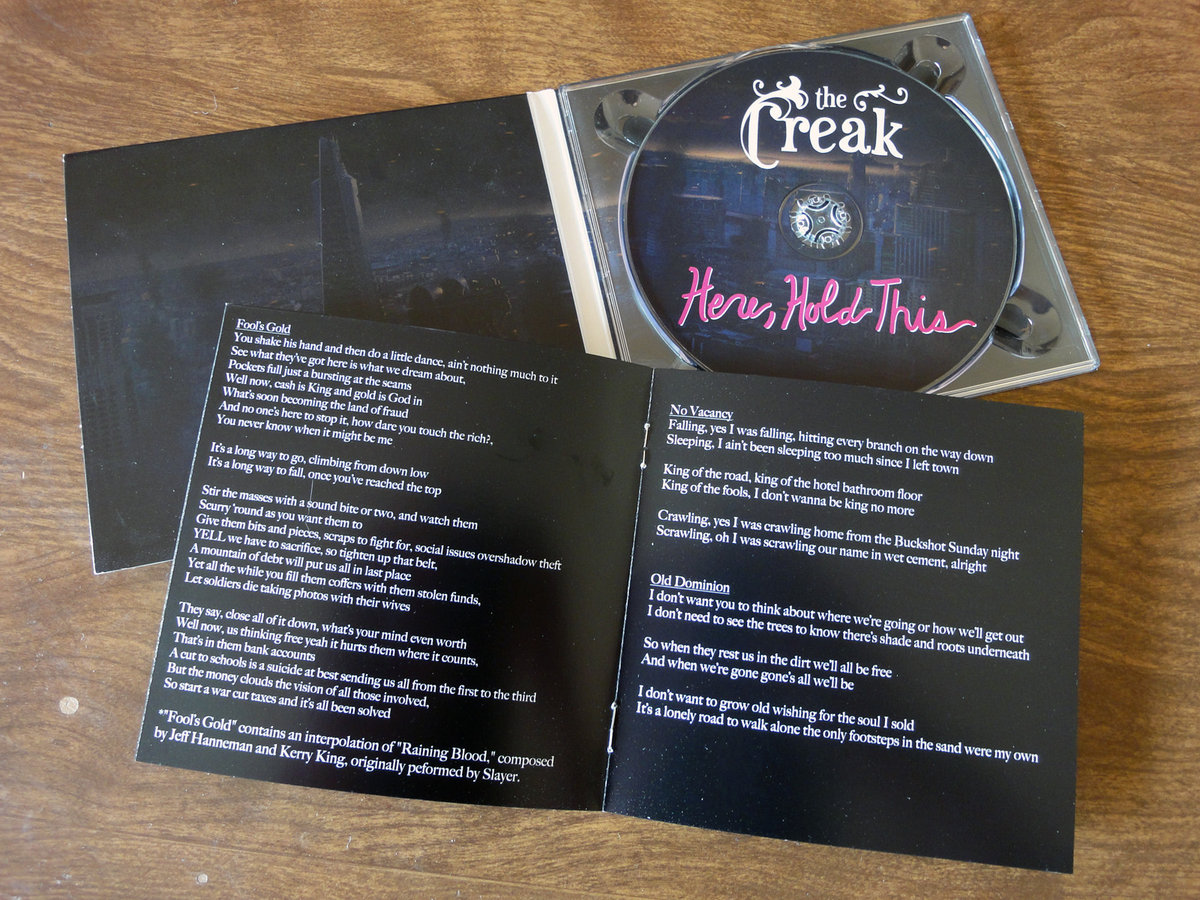 the
Creak
Here, Hold This
Fool's Gold
You shake his hand and then do a little dance, ain't nothing much to it
See what they've got here is what we dream about,
Pockets full just a bursting at the seams
Well now, cash is King and gold is God in
What's soon becoming the land of fraud
And no one's here to stop it, how dare you touch the rich?,
You never know when it might be me
It's a long way to go, climbing from down low
It's a long way to fall, once you've reached the top
Stir the masses with a sound bite or two, and watch them
Scurry 'round as you want them to
Give them bits and pieces, scraps to fight for, social issues overshadow theft
YELL we have to sacrifice, so tighten up that belt,
A mountain of debt will put us all in last place
Yet all the while you fill them coffers with them stolen funds,
Let soldiers die taking photos with their wives
They say, close all of it down, what's your mind even worth
Well now, us thinking free yeah it hurts them where it counts,
That's in them bank accounts
A cut to schools is a suicide at best sending us all from the first to the third
But the money clouds the vision of all those involved,
So start a war cut taxes and it's all been solved
*"Fool's Gold" contains an interpolation of "Raining Blood," composed
by Jeff Hanneman and Kerry King, originally peformed by Slayer.
No Vacancy
Falling, yes I was falling, hitting every branch on the way down
Sleeping, I ain't been sleeping too much since I left town
King of the road, king of the hotel bathroom floor
King of the fools, I don't wanna be king no more
Crawling, yes I was crawling home from the Buckshot Sunday night
Scrawling, oh I was scrawling our name in wet cement, alright
Old Dominion
I don't want you to think about where we're going or how we'll get out
I don't need to see the trees to know there's shade and roots underneath
So when they rest us in the dirt we'll all be free
And when we're gone gone's all we'll be
I don't want to grow old wishing for the soul I sold
It's a lonely road to walk alone the only footsteps in the sand were my own